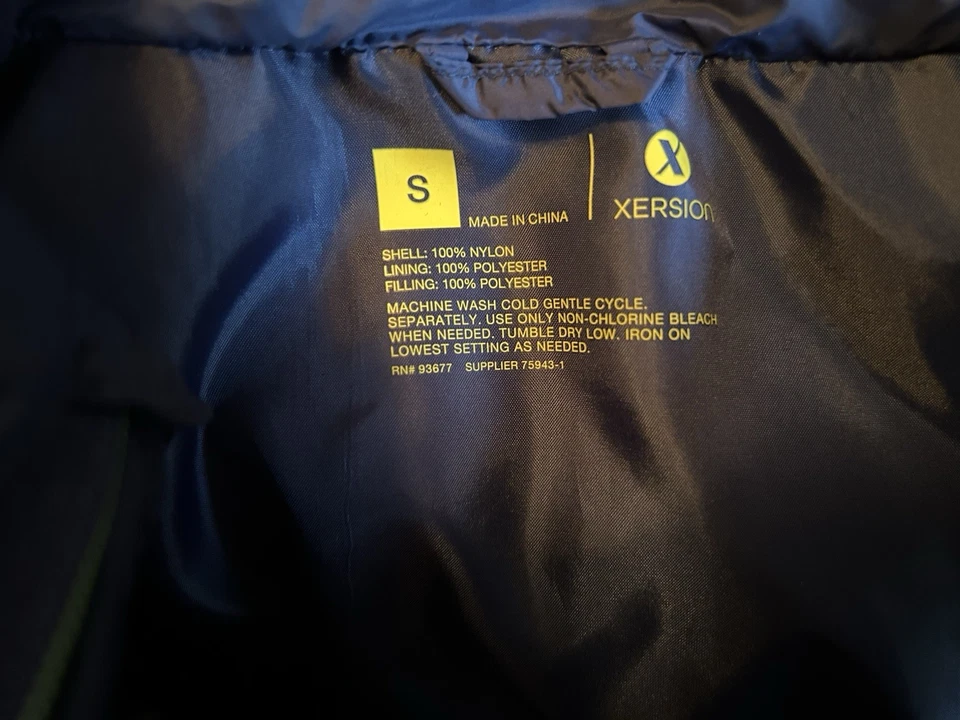 S
MADE IN CHINA
X
XERSION
SHELL: 100% NYLON
LINING: 100% POLYESTER
FILLING: 100% POLYESTER
MACHINE WASH COLD GENTLE CYCLE.
SEPARATELY. USE ONLY NON-CHLORINE BLEACH
WHEN NEEDED. TUMBLE DRY LOW. IRON ON
LOWEST SETTING AS NEEDED.
RN# 93677 SUPPLIER 75943-1